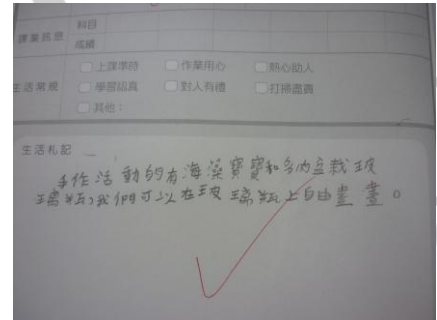 課業成績 科目
成績
生活常規 □上課準時 □作業用心 □熱心助人
□學習認真 □對人有禮 □打掃盡責
□其他:
生活札記
手作活動的有海藻寶寶和多肉盆栽玻
璃瓶,我們可以在玻璃瓶上自由畫畫。